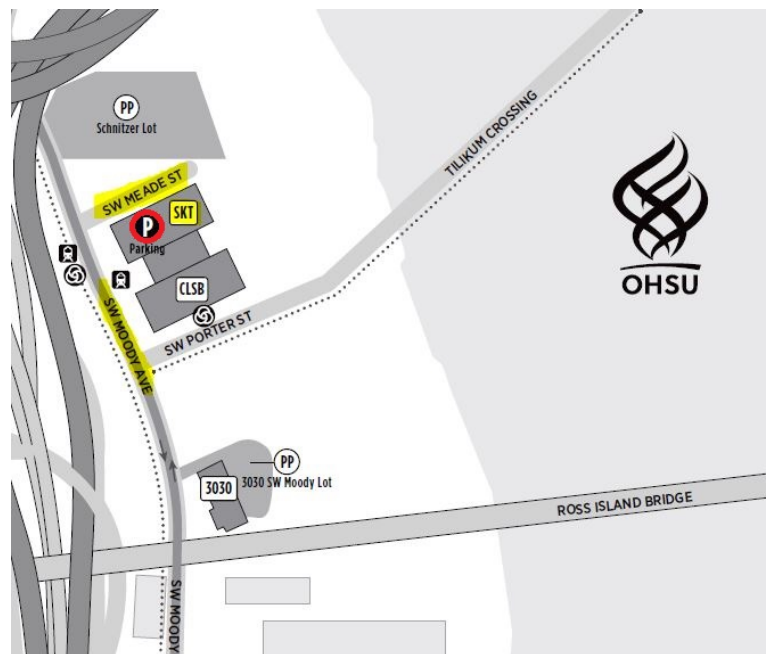 PP
Schnitzer Lot
TILIKUM CROSSING
SW MEADE ST
SKT
P
Parking
OHSU
CLSB
SW MOODY AVE
SW PORTER ST
PP
3030
3030 SW Moody Lot
ROSS ISLAND BRIDGE
SW MOODY